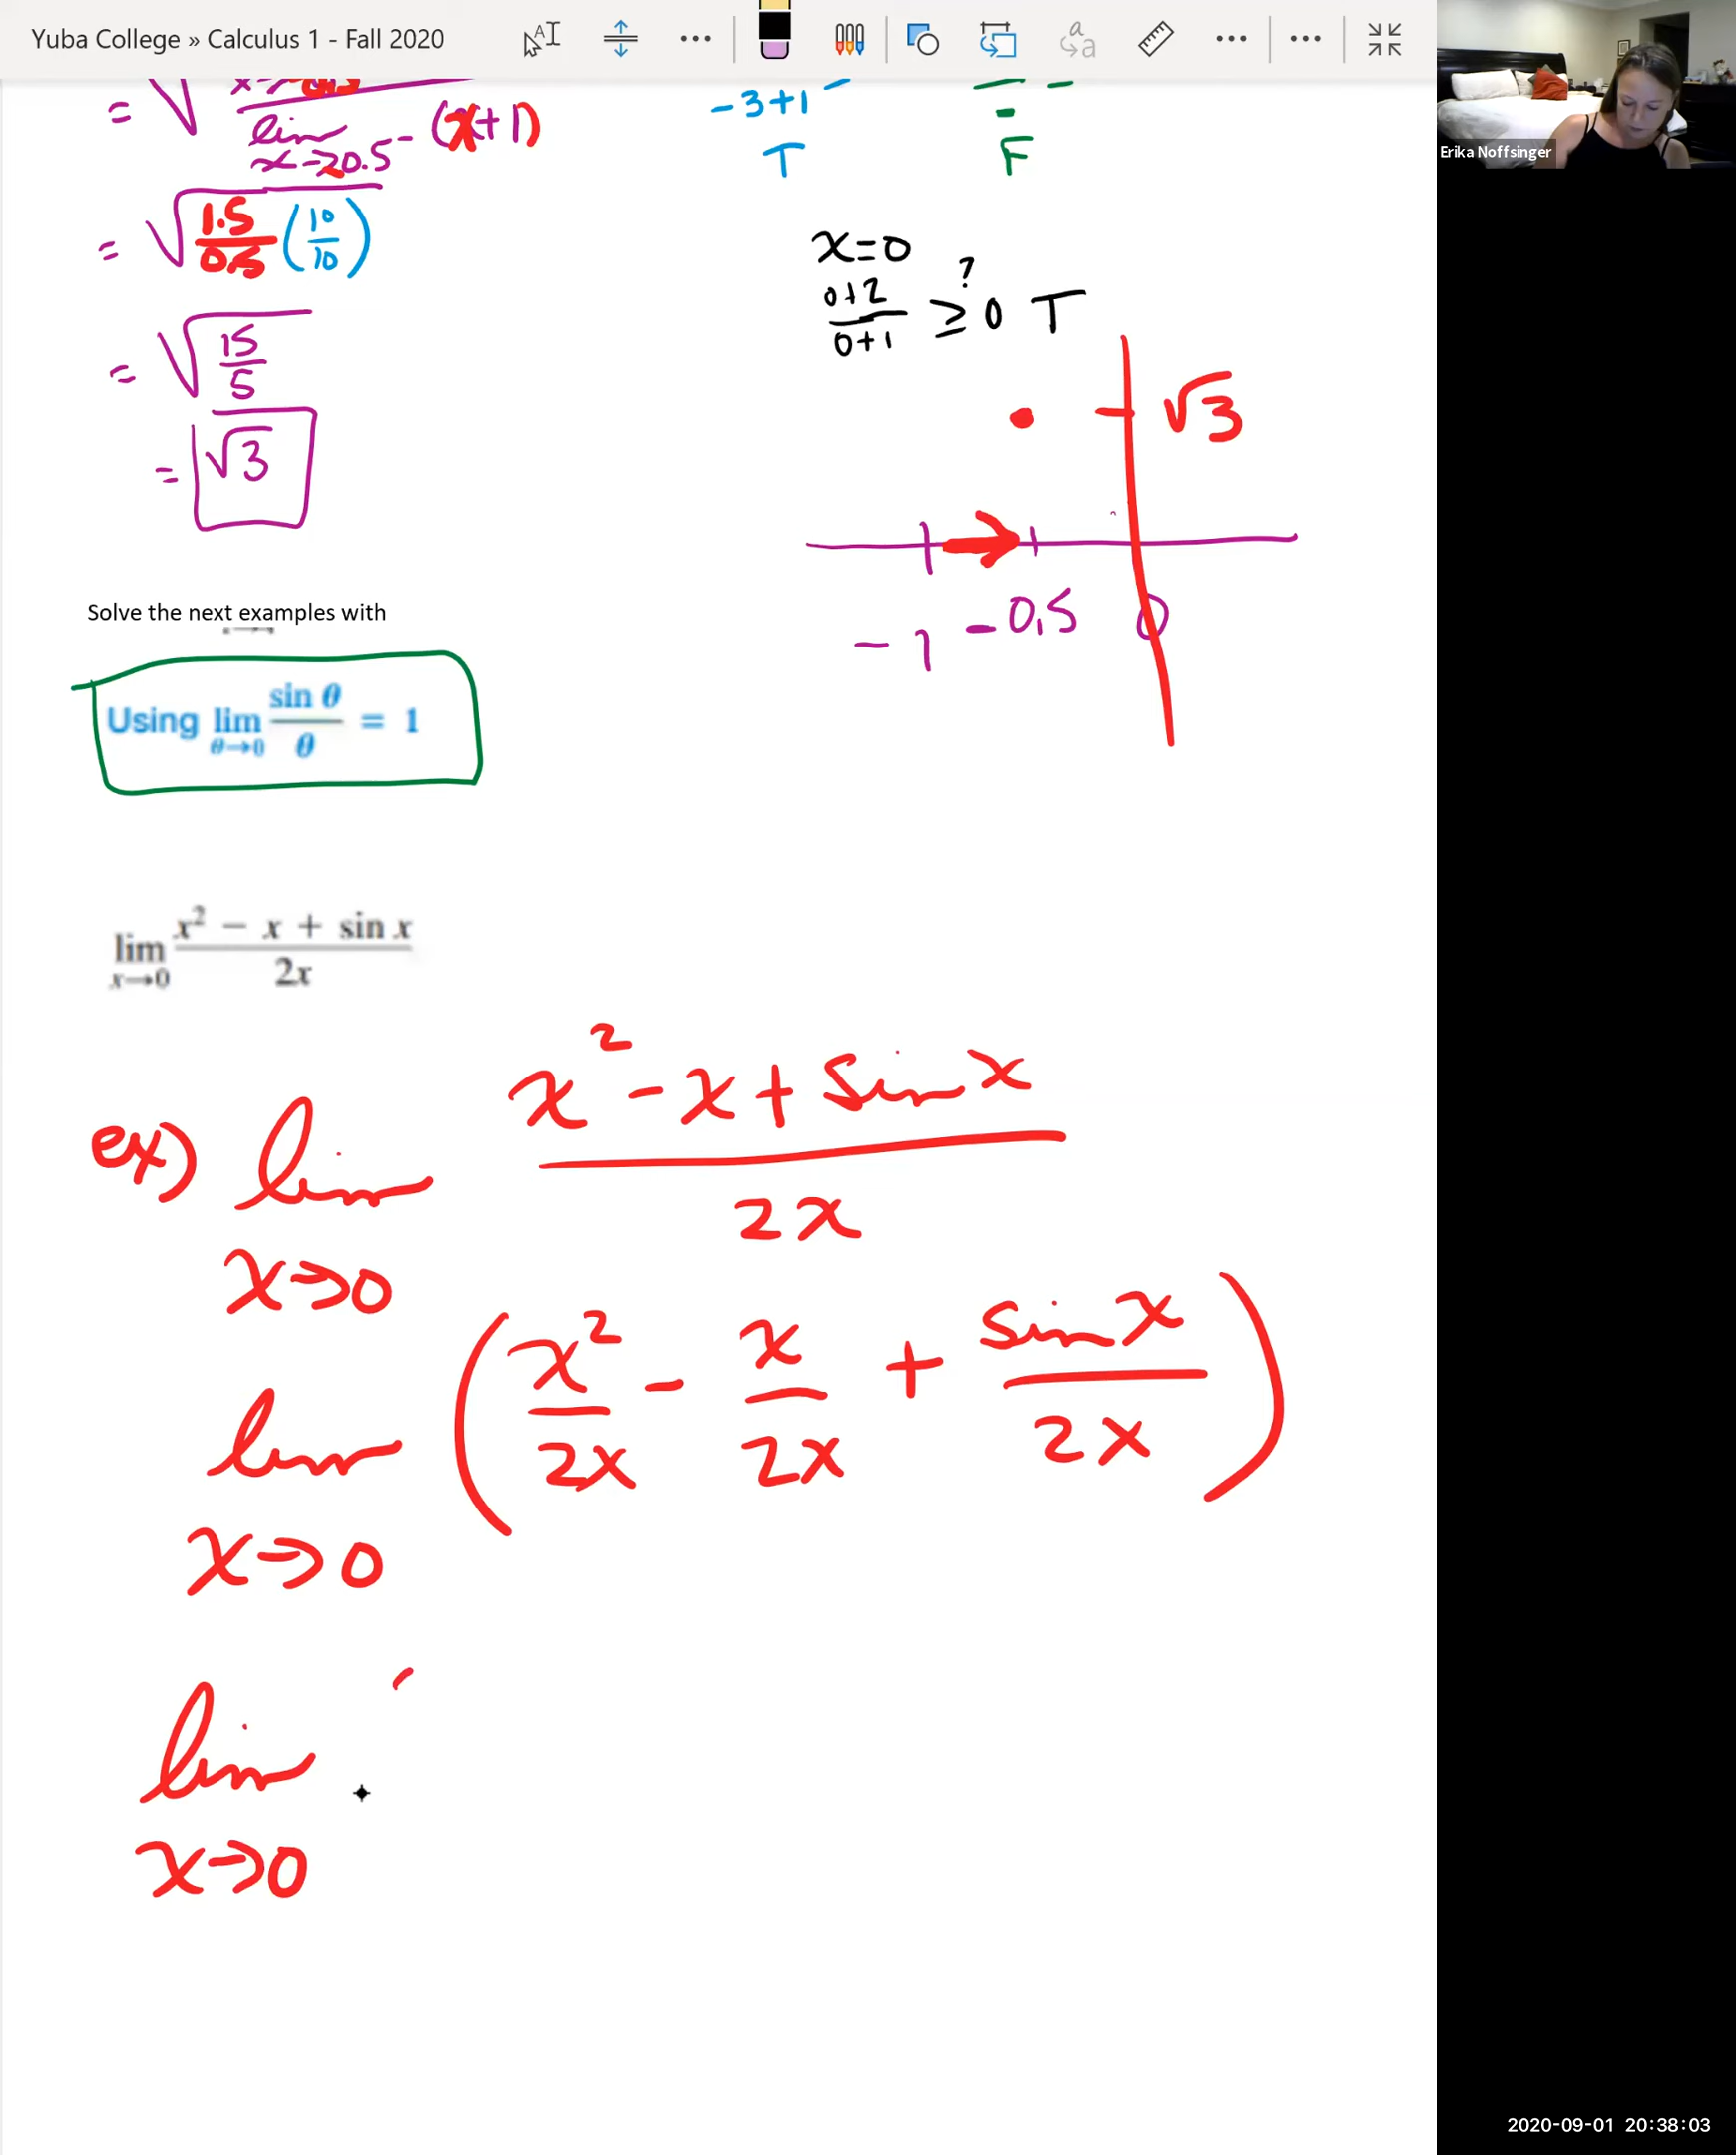 Yuba College » Calculus 1 - Fall 2020
Erika Noffsinger
= √
lim (x+1)
x→-0.5⁻
-3+1
T
F
= √(1.5/0.5 (10/10))
x=0
(0+2)/(0+1) ≥? 0 T
= √(15/5)
√3
= √3
-1 -0.5 0
Solve the next examples with
Using lim θ→0 sin θ/θ = 1
lim x→0 (x² − x + sin x)/2x
ex) lim x→0 (x² - x + sin x)/2x
lim x→0 (x²/2x - x/2x + sin x/2x)
lim x→0
2020-09-01 20:38:03